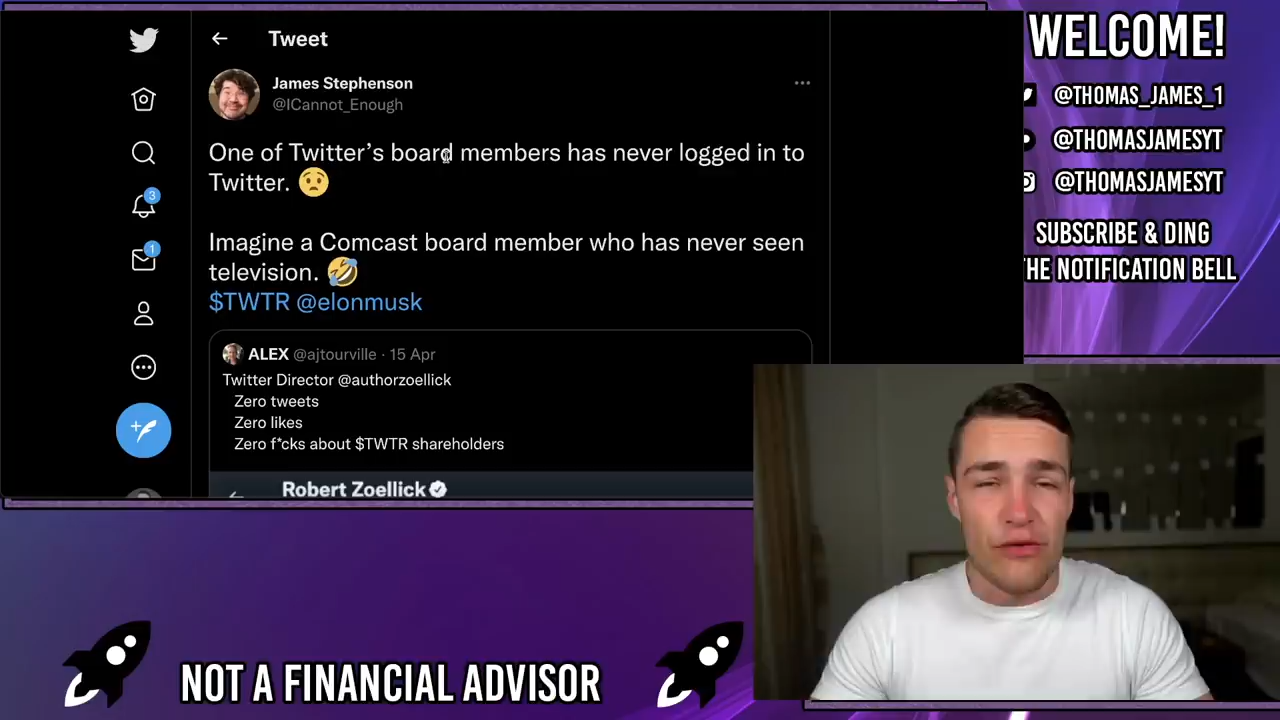 Tweet
James Stephenson
@ICannot_Enough
One of Twitter's board members has never logged in to
Twitter. 😟
Imagine a Comcast board member who has never seen
television. 🤣
$TWTR @elonmusk
ALEX @ajtourville · 15 Apr
Twitter Director @authorzoellick
Zero tweets
Zero likes
Zero f*cks about $TWTR shareholders
Robert Zoellick
3
1
WELCOME!
@THOMAS_JAMES_1
@THOMASJAMESYT
@THOMASJAMESYT
SUBSCRIBE & DING
THE NOTIFICATION BELL
NOT A FINANCIAL ADVISOR